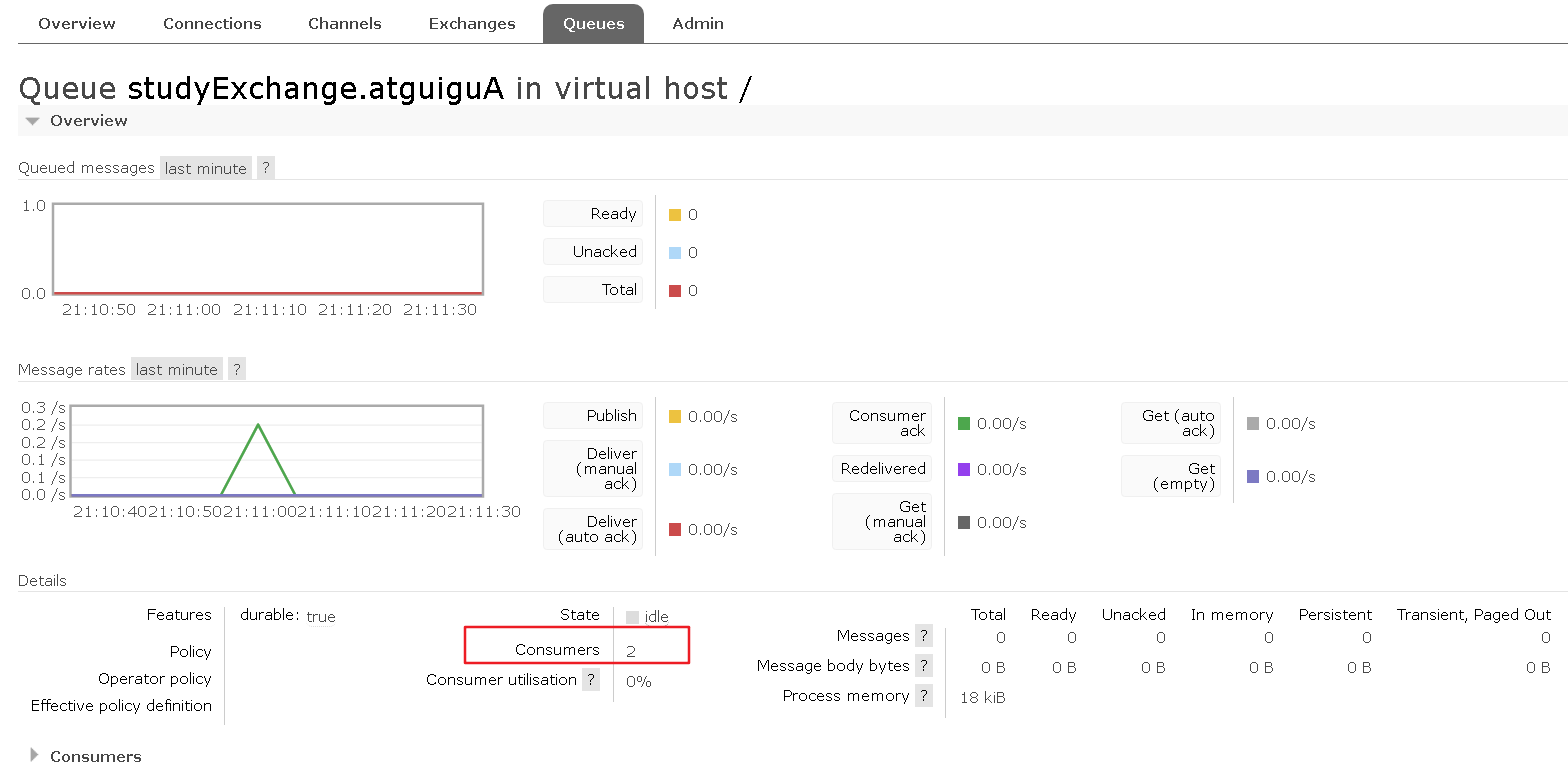 Overview Connections Channels Exchanges Queues Admin
Queue studyExchange.atguiguA in virtual host /
Overview
Queued messages last minute ?
1.0
0.0
21:10:50 21:11:00 21:11:10 21:11:20 21:11:30
Ready 0
Unacked 0
Total 0
Message rates last minute ?
0.3 /s
0.2 /s
0.2 /s
0.1 /s
0.1 /s
0.0 /s
21:10:40 21:10:50 21:11:00 21:11:10 21:11:20 21:11:30
Publish 0.00/s
Deliver
(manual 0.00/s
ack)
Deliver
(auto ack) 0.00/s
Consumer
ack 0.00/s
Redelivered 0.00/s
Get
(manual 0.00/s
ack)
Get (auto
ack) 0.00/s
Get
(empty) 0.00/s
Details
Features durable: true
Policy
Operator policy
Effective policy definition
State idle
Consumers 2
Consumer utilisation ? 0%
Total Ready Unacked In memory Persistent Transient, Paged Out
Messages ? 0 0 0 0 0 0
Message body bytes ? 0 B 0 B 0 B 0 B 0 B 0 B
Process memory ? 18 kiB
Consumers